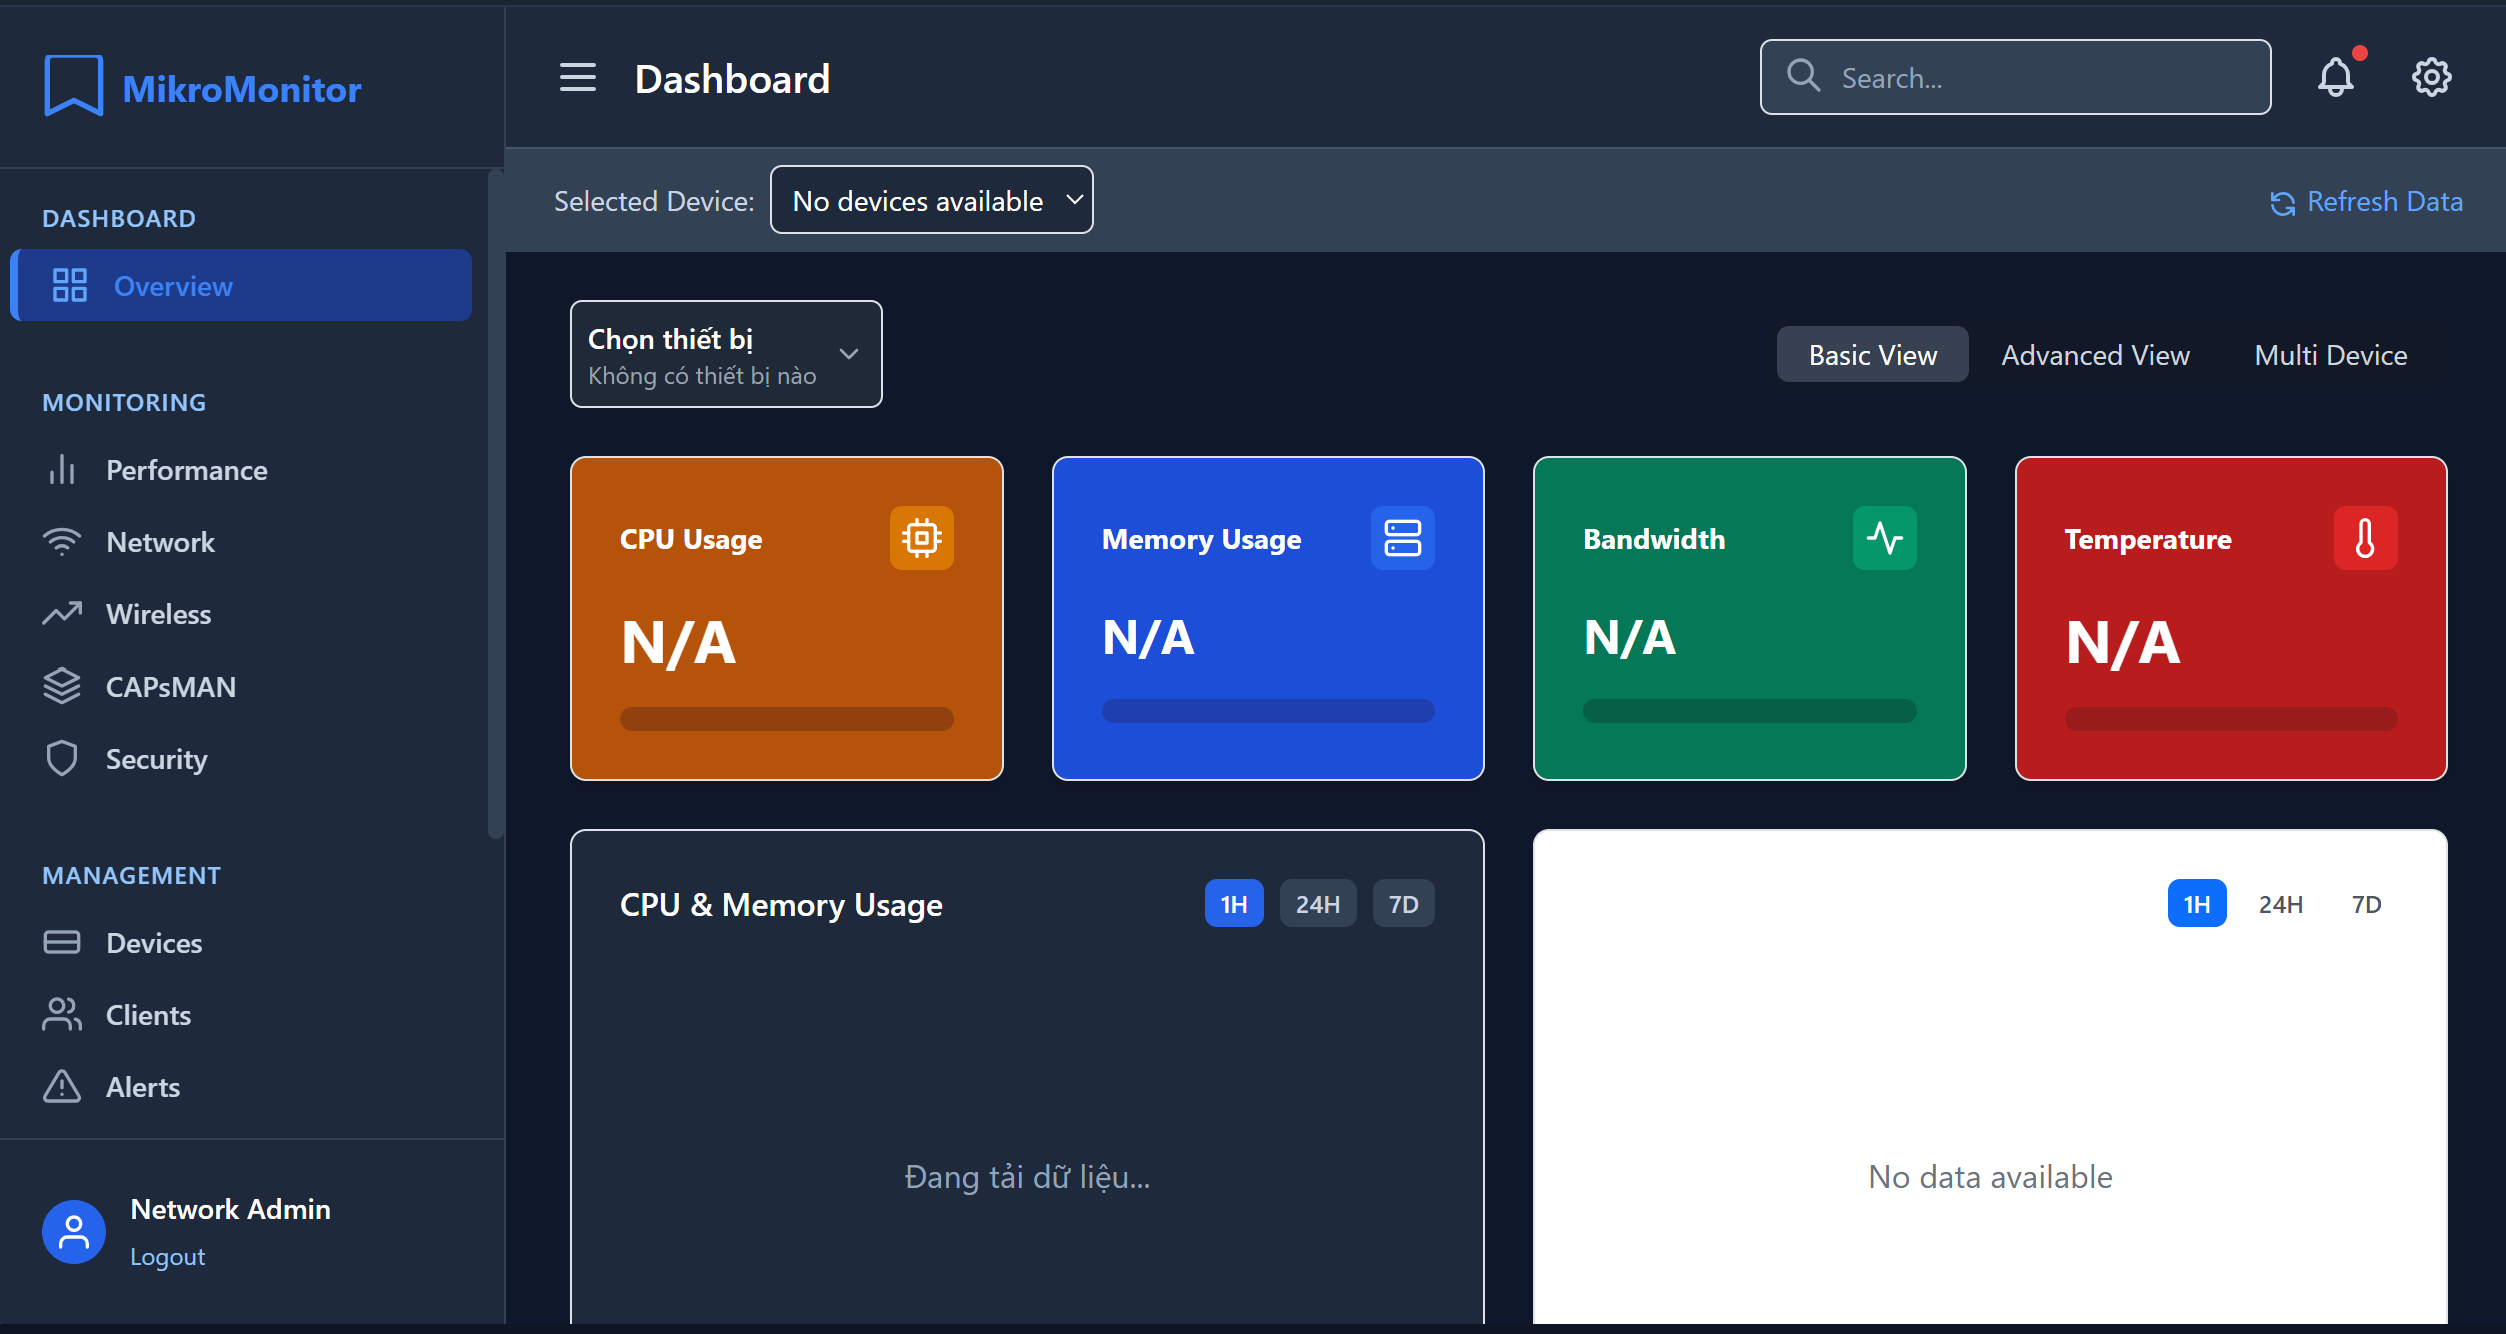 MikroMonitor
Dashboard
Search...
Selected Device:
No devices available
Refresh Data
DASHBOARD
Overview
MONITORING
Performance
Network
Wireless
CAPsMAN
Security
MANAGEMENT
Devices
Clients
Alerts
Network Admin
Logout
Chọn thiết bị
Không có thiết bị nào
Basic View
Advanced View
Multi Device
CPU Usage
N/A
Memory Usage
N/A
Bandwidth
N/A
Temperature
N/A
CPU & Memory Usage
1H
24H
7D
Đang tải dữ liệu...
1H
24H
7D
No data available